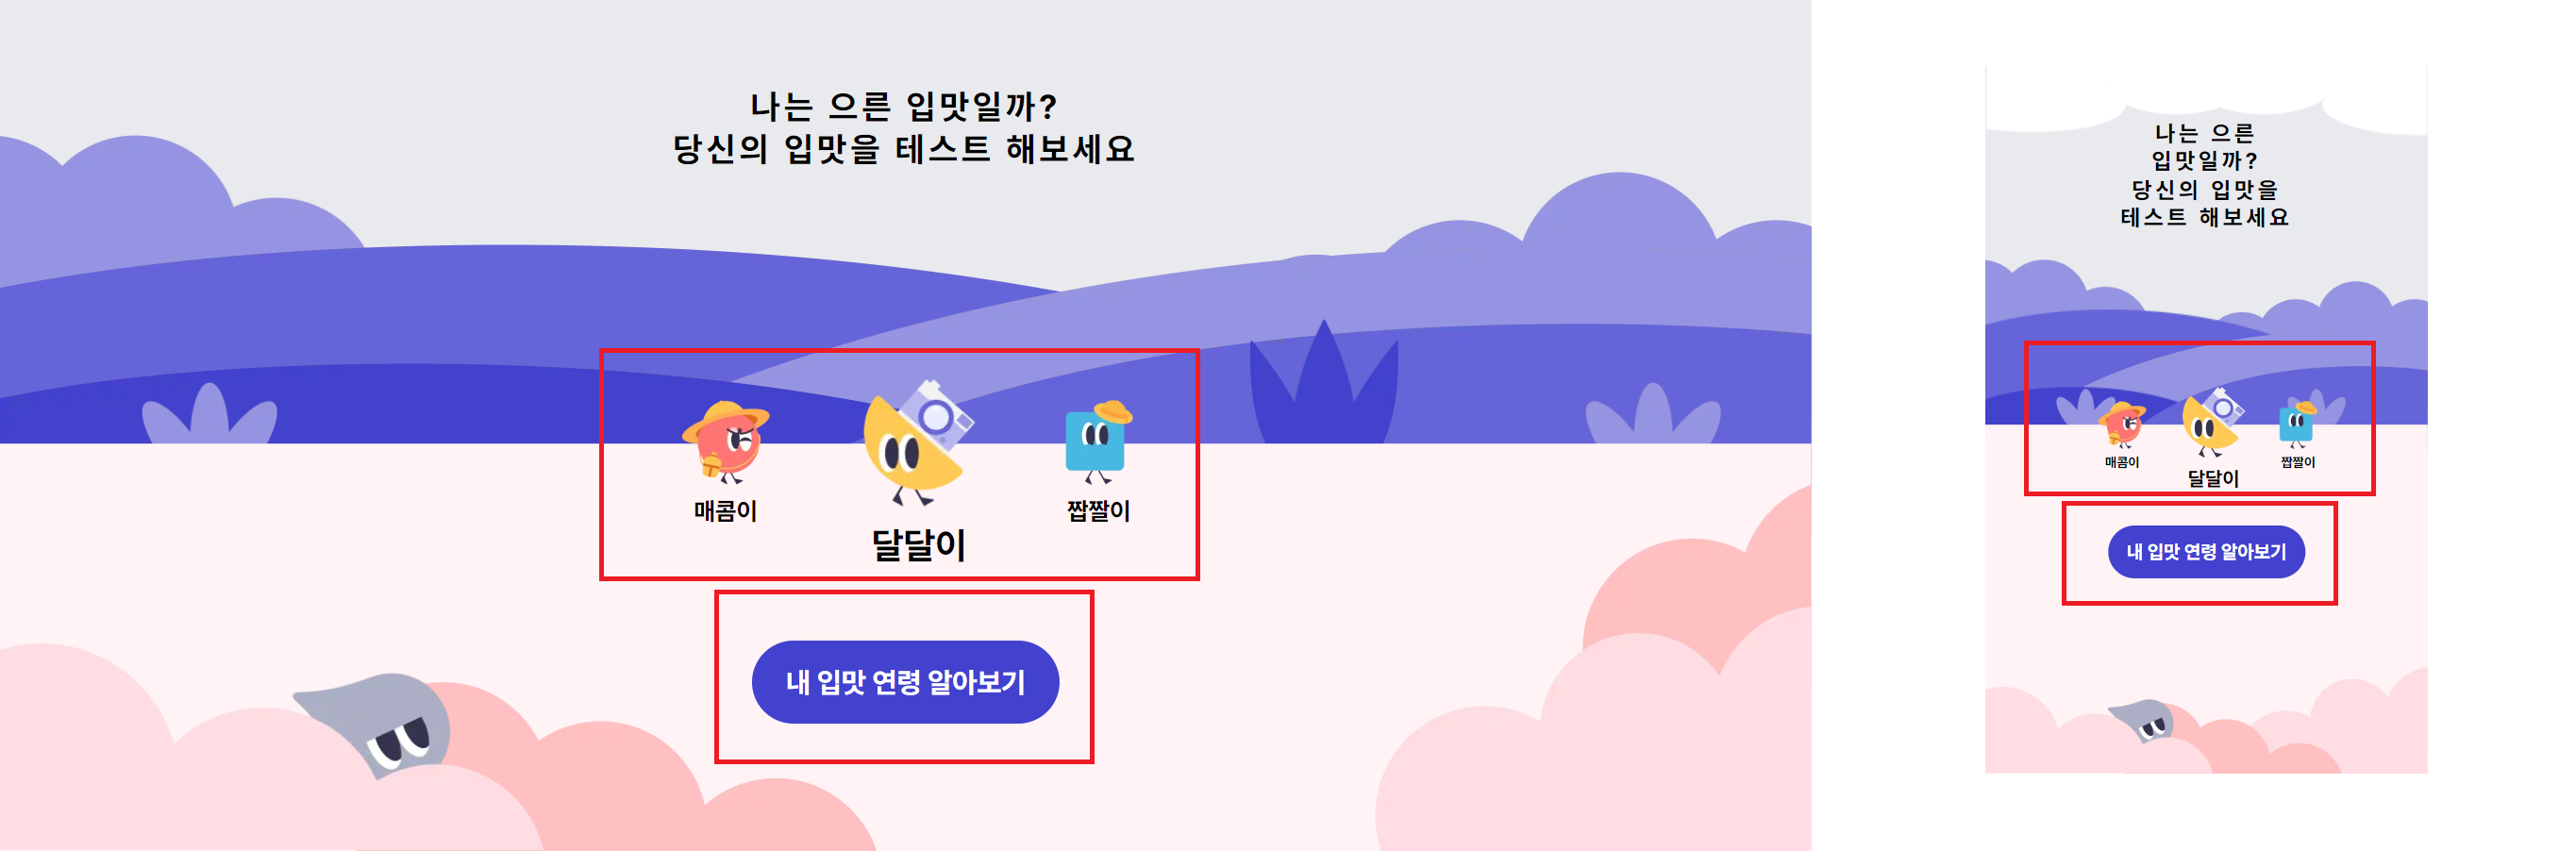 나는 으른 입맛일까?
당신의 입맛을 테스트 해보세요
매콤이
달달이
짭짤이
내 입맛 연령 알아보기
나는 으른
입맛일까?
당신의 입맛을
테스트 해보세요
매콤이
달달이
짭짤이
내 입맛 연령 알아보기